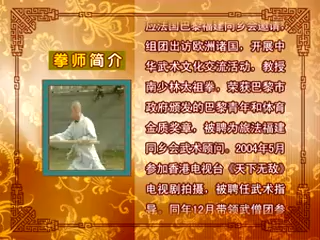 拳师简介
应法国巴黎福建同乡会邀请,
组团出访欧洲诸国，开展中
华武术文化交流活动，教授
南少林太祖拳，荣获巴黎市
政府颁发的巴黎青年和体育
金质奖章，被聘为旅法福建
同乡会武术顾问。2004年5月
参加香港电视台《天下无敌》
电视剧拍摄，被聘任武术指
导，同年12月带领武僧团参